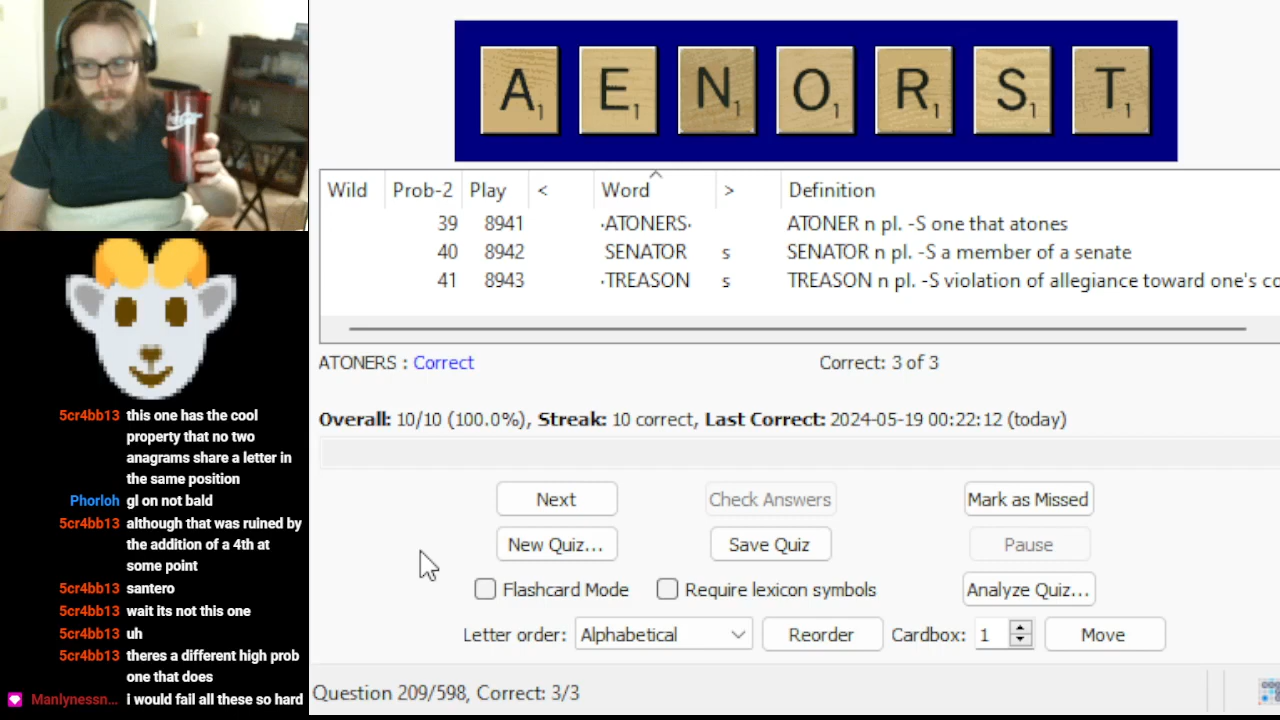 A1 E1 N1 O1 R1 S1 T1
Wild Prob-2 Play < Word > Definition
39 8941 ·ATONERS· ATONER n pl. -S one that atones
40 8942 SENATOR s SENATOR n pl. -S a member of a senate
41 8943 ·TREASON s TREASON n pl. -S violation of allegiance toward one's co
ATONERS : Correct Correct: 3 of 3
Overall: 10/10 (100.0%), Streak: 10 correct, Last Correct: 2024-05-19 00:22:12 (today)
Next Check Answers Mark as Missed
New Quiz... Save Quiz Pause
Flashcard Mode Require lexicon symbols Analyze Quiz...
Letter order: Alphabetical Reorder Cardbox: 1 Move
Question 209/598, Correct: 3/3
5cr4bb13 this one has the cool
property that no two
anagrams share a letter in
the same position
Phorloh gl on not bald
5cr4bb13 although that was ruined by
the addition of a 4th at
some point
5cr4bb13 santero
5cr4bb13 wait its not this one
5cr4bb13 uh
5cr4bb13 theres a different high prob
one that does
Manlynessn... i would fail all these so hard